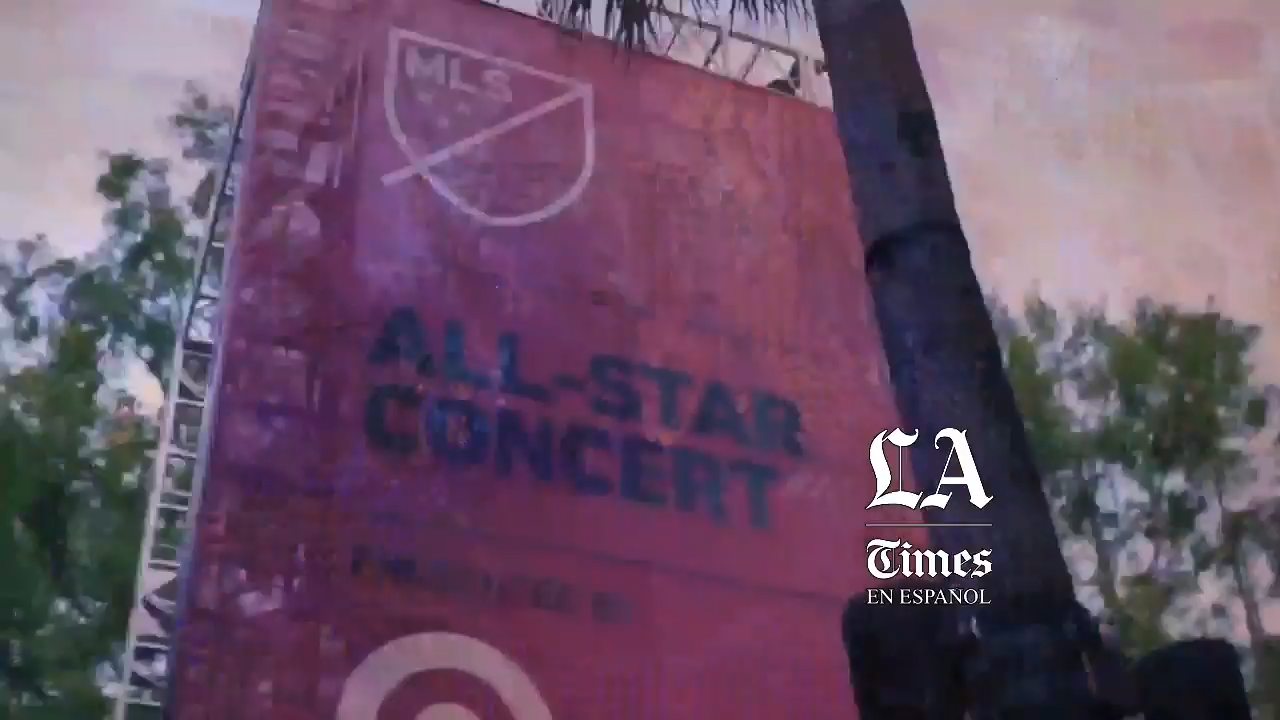 MLS
ALL-STAR
CONCERT
LA
Times
EN ESPAÑOL